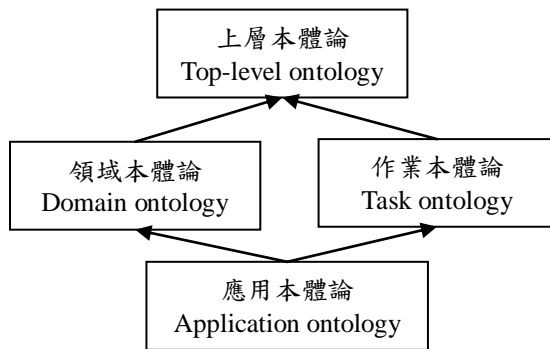 上層本體論
Top-level ontology
領域本體論
Domain ontology
作業本體論
Task ontology
應用本體論
Application ontology